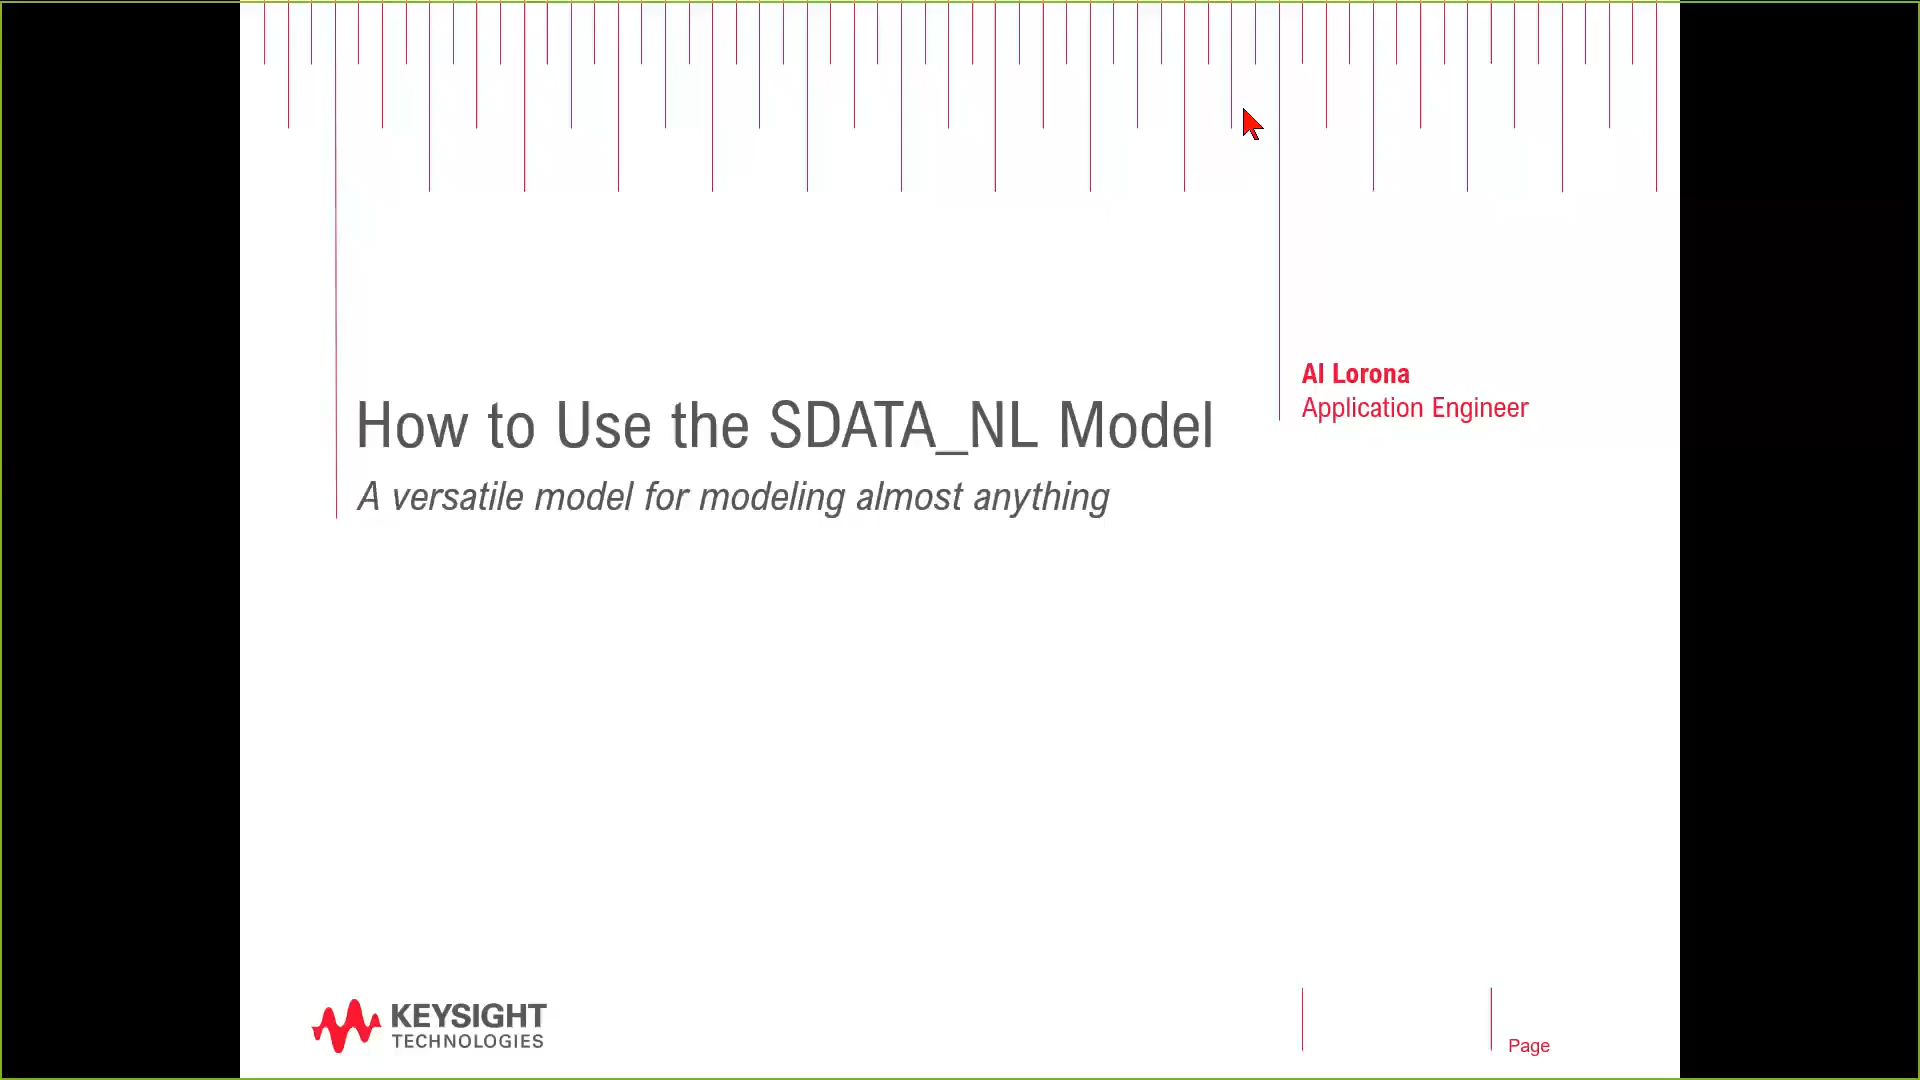 Al Lorona
Application Engineer
How to Use the SDATA_NL Model
A versatile model for modeling almost anything
KEYSIGHT
TECHNOLOGIES
Page